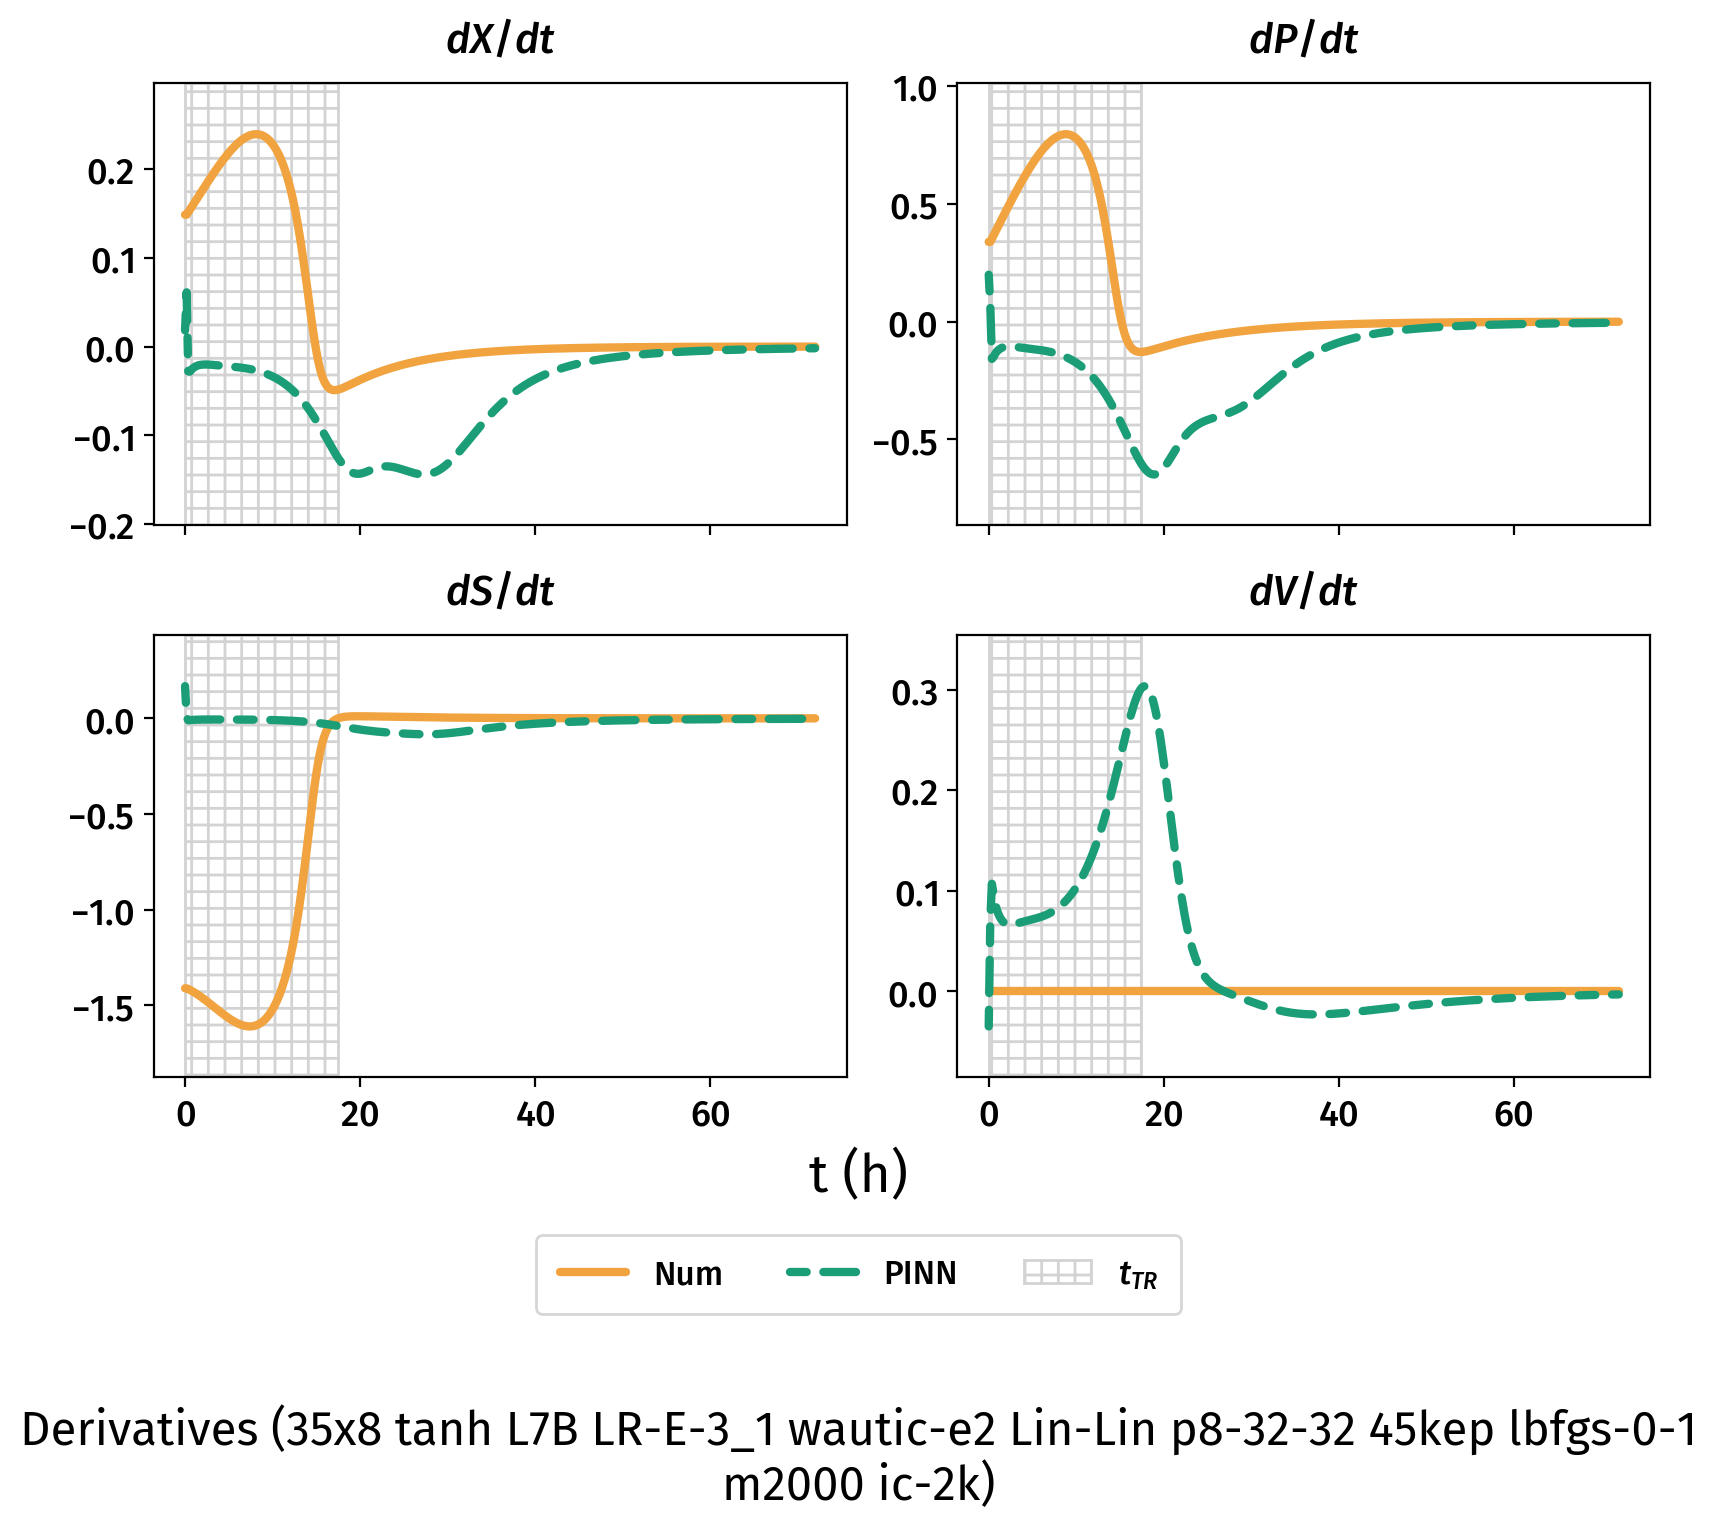 dX/dt
dP/dt
0.2
0.1
0.0
−0.1
−0.2
1.0
0.5
0.0
−0.5
dS/dt
dV/dt
0.0
−0.5
−1.0
−1.5
0.3
0.2
0.1
0.0
0 20 40 60
0 20 40 60
t (h)
Num PINN tTR
Derivatives (35x8 tanh L7B LR-E-3_1 wautic-e2 Lin-Lin p8-32-32 45kep lbfgs-0-1
m2000 ic-2k)